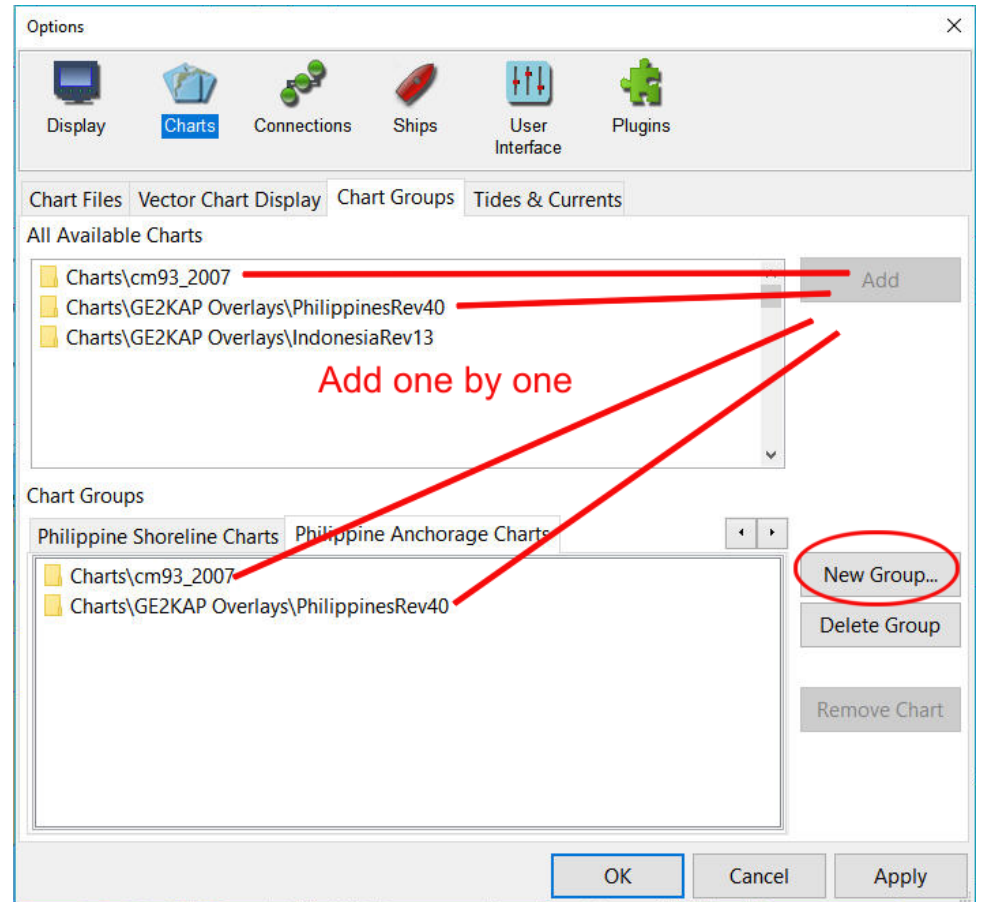 Options
Display
Charts
Connections
Ships
User
Interface
Plugins
Chart Files
Vector Chart Display
Chart Groups
Tides & Currents
All Available Charts
Charts\cm93_2007
Add
Charts\GE2KAP Overlays\PhilippinesRev40
Charts\GE2KAP Overlays\IndonesiaRev13
Add one by one
Chart Groups
Philippine Shoreline Charts
Philippine Anchorage Charts
Charts\cm93_2007
New Group...
Charts\GE2KAP Overlays\PhilippinesRev40
Delete Group
Remove Chart
OK
Cancel
Apply